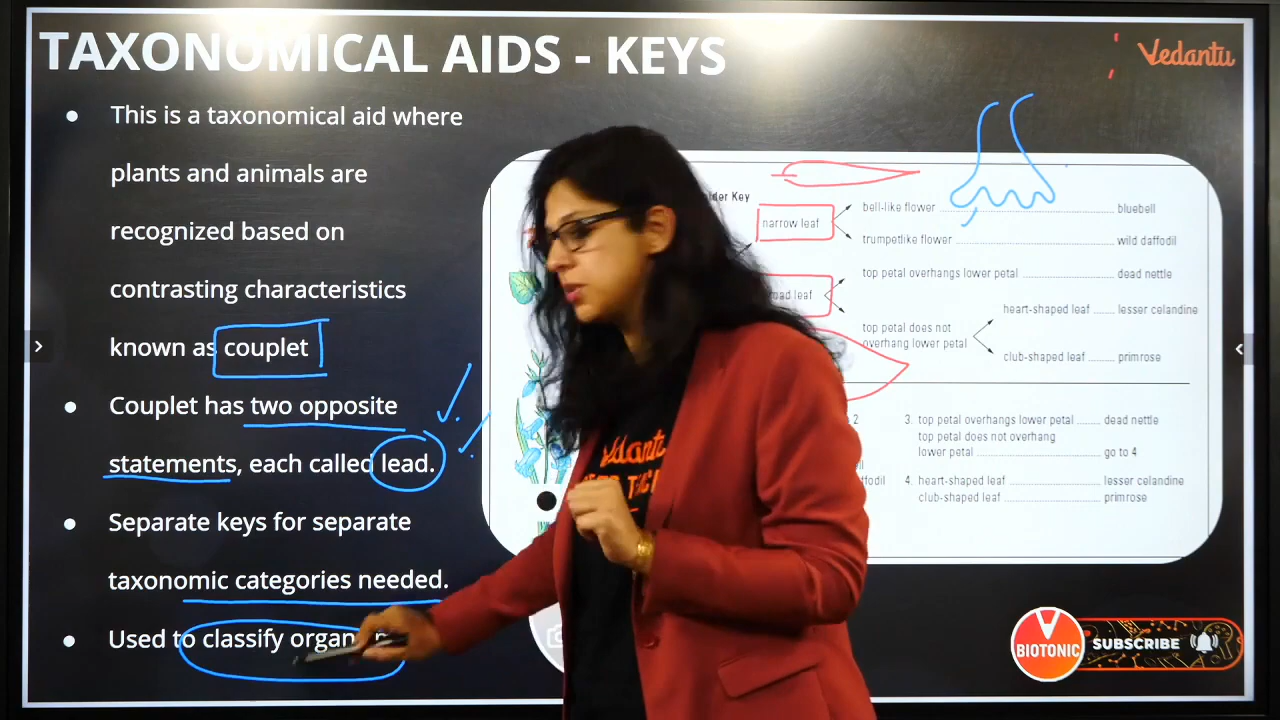 TAXONOMICAL AIDS - KEYS
Vedantu
• This is a taxonomical aid where
plants and animals are
recognized based on
contrasting characteristics
known as couplet
• Couplet has two opposite
statements, each called lead.
• Separate keys for separate
taxonomic categories needed.
• Used to classify
Key
narrow leaf
bell-like flower ........ bluebell
trumpetlike flower ........ wild daffodil
leaf
top petal overhangs lower petal ........ dead nettle
top petal does not
overhang lower petal
heart-shaped leaf ........ lesser celandine
club-shaped leaf ........ primrose
2
3. top petal overhangs lower petal ........ dead nettle
top petal does not overhang
lower petal ........ go to 4
4. heart-shaped leaf ........ lesser celandine
club-shaped leaf ........ primrose
Vedantu
BIOTONIC
SUBSCRIBE